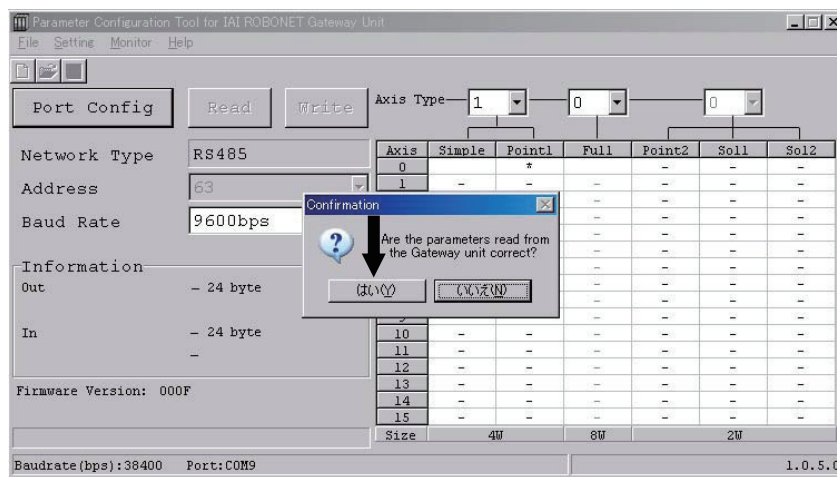 Parameter Configuration Tool for IAI ROBONET Gateway Unit
File Setting Monitor Help
Port Config Read Write Axis Type 1 0 0
Network Type RS485
Address 63
Baud Rate 9600bps
Axis Simple Point1 Full Point2 Sol1 Sol2
0 * - - -
1 - - - - - -
Confirmation
Are the parameters read from
the Gateway unit correct?
はい(Y) いいえ(N)
Information
Out - 24 byte
In - 24 byte
-
Firmware Version: 000F
10 - - - - - -
11 - - - - - -
12 - - - - - -
13 - - - - - -
14 - - - - - -
15 - - - - - -
Size 4W 8W 2W
Baudrate(bps):38400 Port:COM9 1.0.5.0